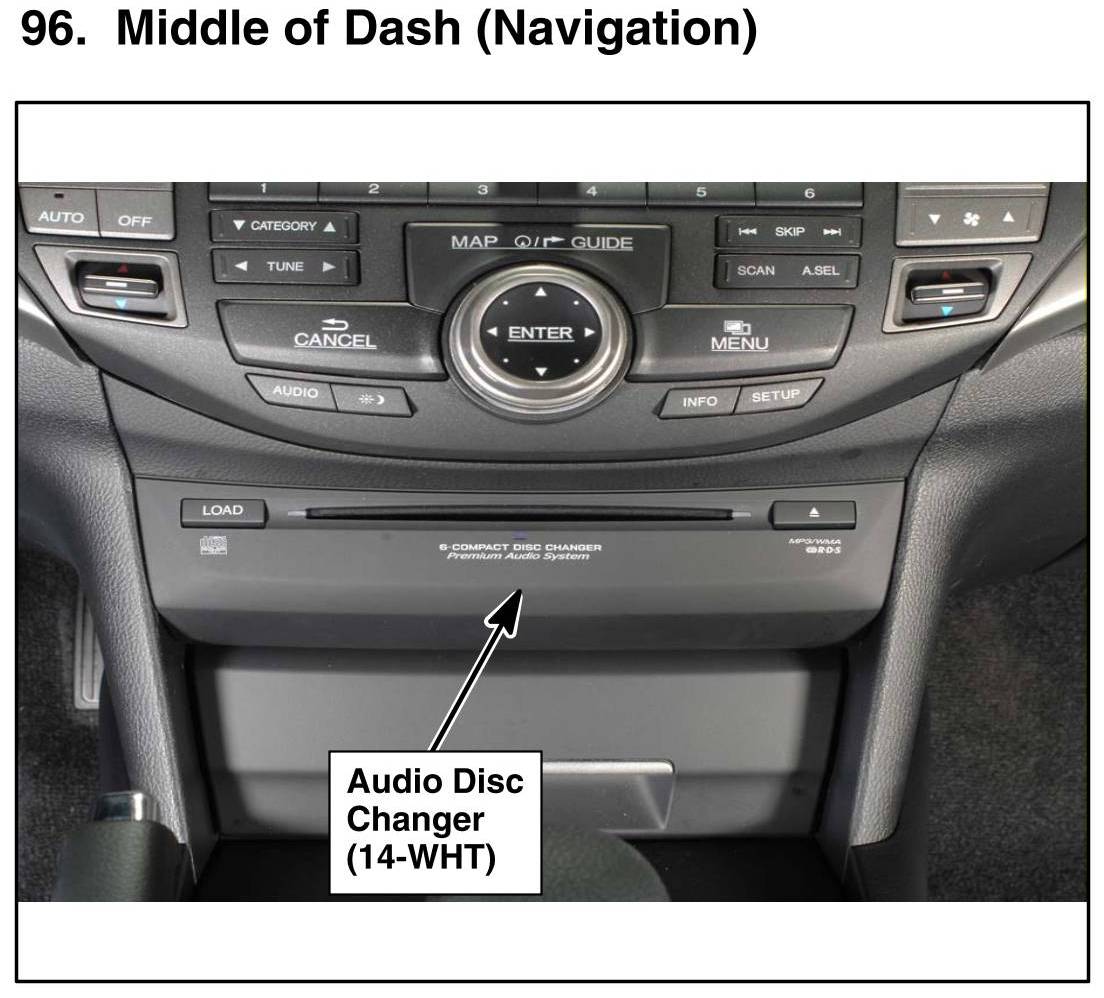 96. Middle of Dash (Navigation)
1 2 3 4 5 6
AUTO OFF
▼ CATEGORY ▲
SKIP
MAP / GUIDE
◄ TUNE ►
SCAN A.SEL
CANCEL
ENTER
MENU
AUDIO
INFO SETUP
LOAD
6-COMPACT DISC CHANGER
Premium Audio System
MP3/WMA
R·D·S
Audio Disc
Changer
(14-WHT)